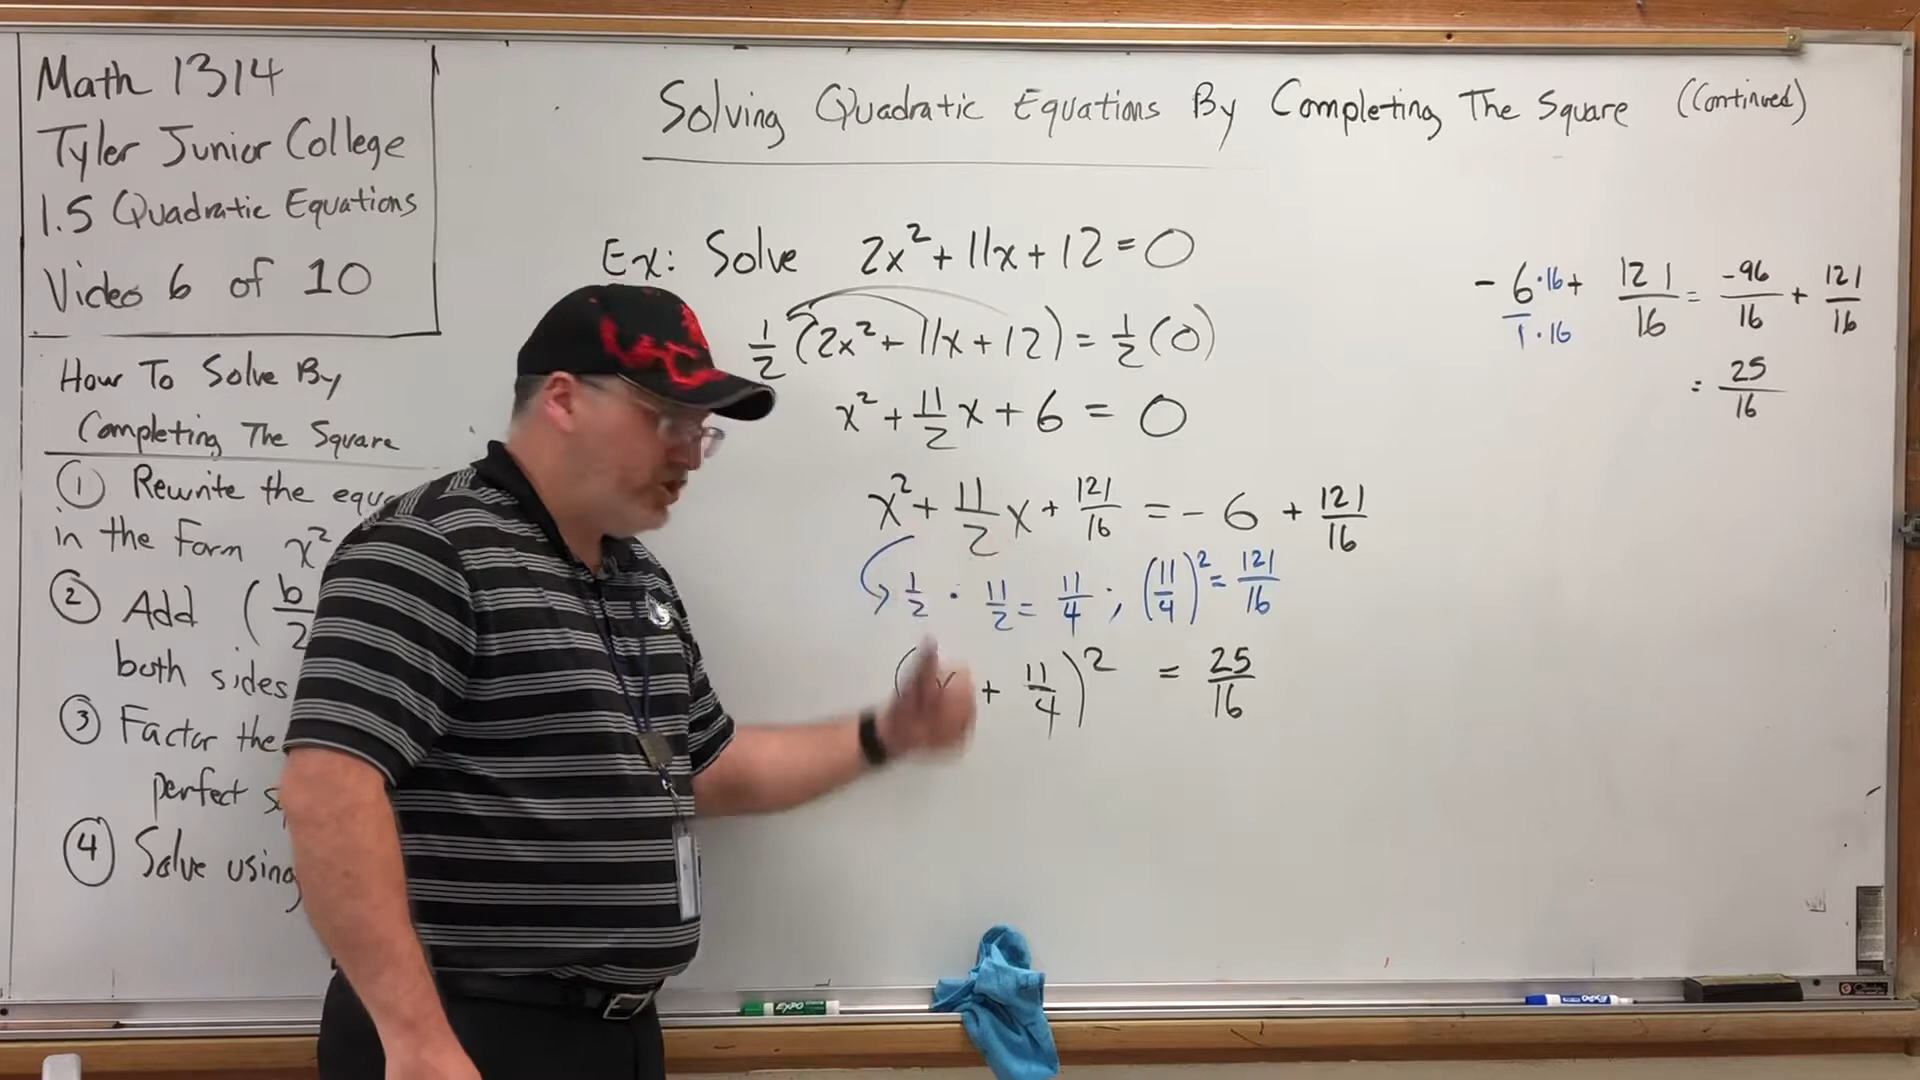 Math 1314
Tyler Junior College
1.5 Quadratic Equations
Video 6 of 10
How To Solve By
Completing The Square
① Rewrite the
in the form x²
② Add (b/2
both sides
③ Factor the
perfect
④ Solve using
Solving Quadratic Equations By Completing The Square (Continued)
Ex: Solve 2x² + 11x + 12 = 0
1/2 (2x² + 11x + 12) = 1/2 (0)
x² + 11/2 x + 6 = 0
x² + 11/2 x + 121/16 = - 6 + 121/16
1/2 · 11/2 = 11/4 ; (11/4)² = 121/16
( + 11/4)² = 25/16
- 6·16/1·16 + 121/16 = -96/16 + 121/16
= 25/16
EXPO
EXPO